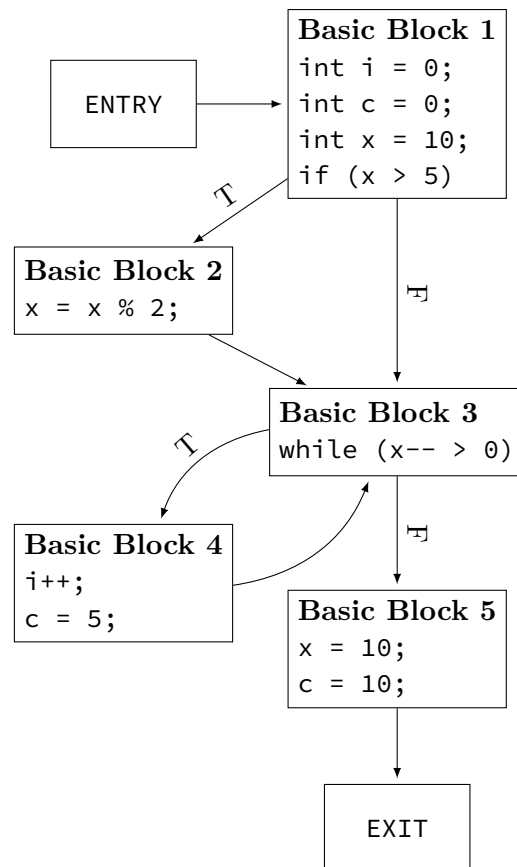 ENTRY
Basic Block 1
int i = 0;
int c = 0;
int x = 10;
if (x > 5)
T
F
Basic Block 2
x = x % 2;
Basic Block 3
while (x-- > 0)
T
F
Basic Block 4
i++;
c = 5;
Basic Block 5
x = 10;
c = 10;
EXIT